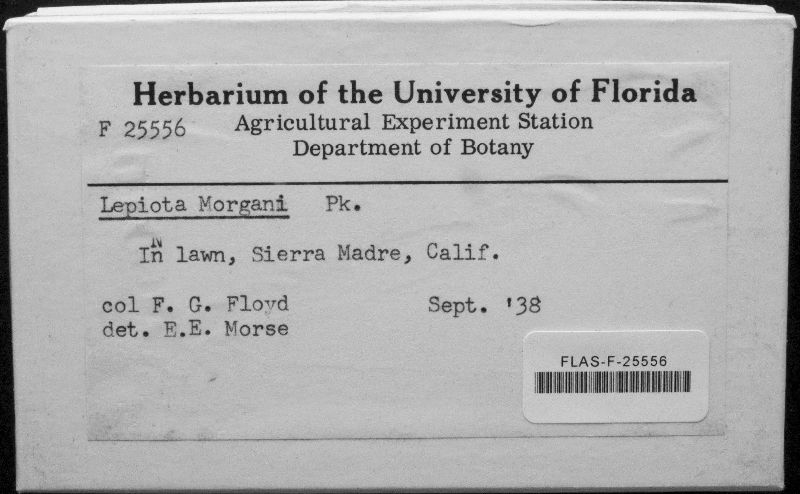 Herbarium of the University of Florida
F 25556 Agricultural Experiment Station
Department of Botany
Lepiota Morgani Pk.
In lawn, Sierra Madre, Calif.
col F. G. Floyd Sept. '38
det. E.E. Morse
FLAS-F-25556